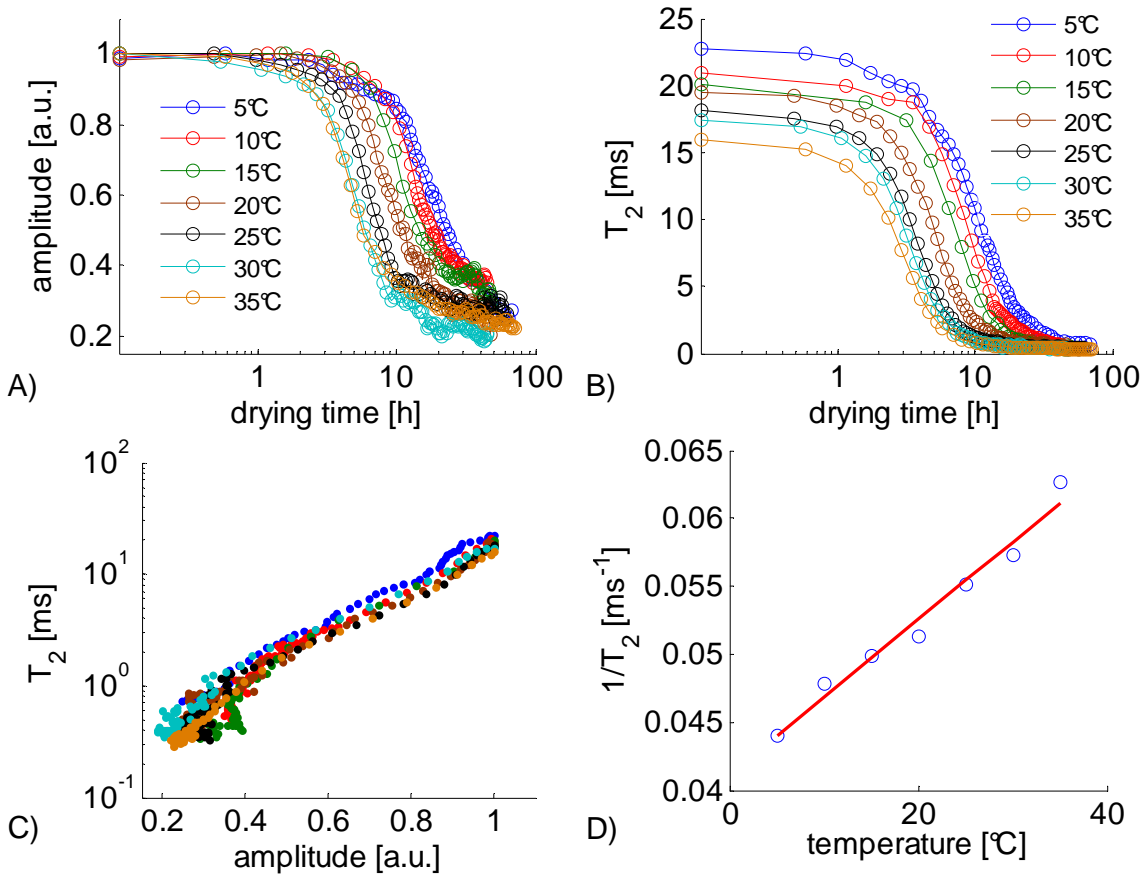 1
0.8
0.6
0.4
0.2
amplitude [a.u.]
5°C
10°C
15°C
20°C
25°C
30°C
35°C
1
10
100
drying time [h]
A)
25
20
15
10
5
0
T2 [ms]
5°C
10°C
15°C
20°C
25°C
30°C
35°C
1
10
100
drying time [h]
B)
10^2
10^1
10^0
10^-1
T2 [ms]
0.2
0.4
0.6
0.8
1
amplitude [a.u.]
C)
0.065
0.06
0.055
0.05
0.045
0.04
1/T2 [ms^-1]
0
20
40
temperature [°C]
D)